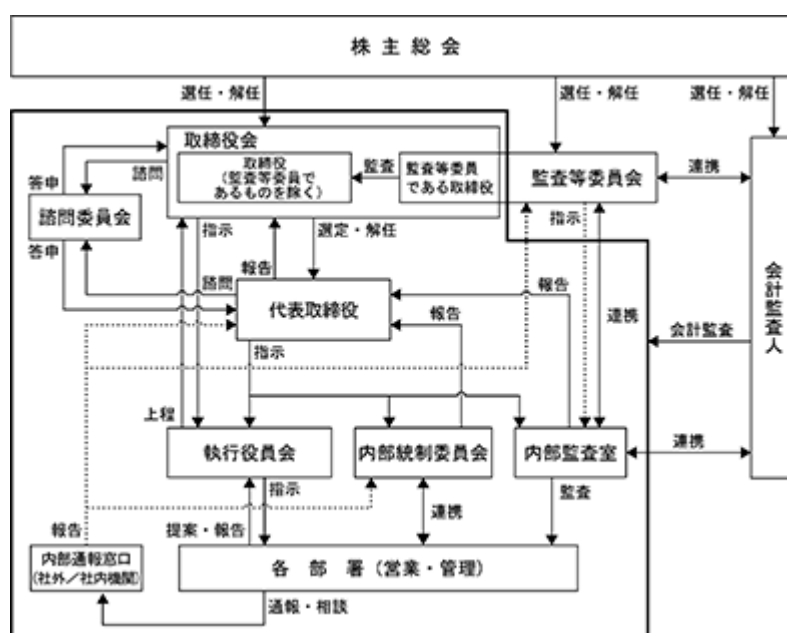 株主総会
選任・解任
選任・解任
選任・解任
取締役会
取締役
(監査等委員で
あるものを除く)
監査
監査等委員
である取締役
監査等委員会
連携
答申
諮問
諮問委員会
答申
指示
選定・解任
指示
報告
諮問
代表取締役
報告
報告
連携
会計監査人
会計監査
指示
上程
執行役員会
内部統制委員会
内部監査室
連携
指示
監査
報告
提案・報告
連携
内部通報窓口
(社外/社内機関)
各部署(営業・管理)
通報・相談